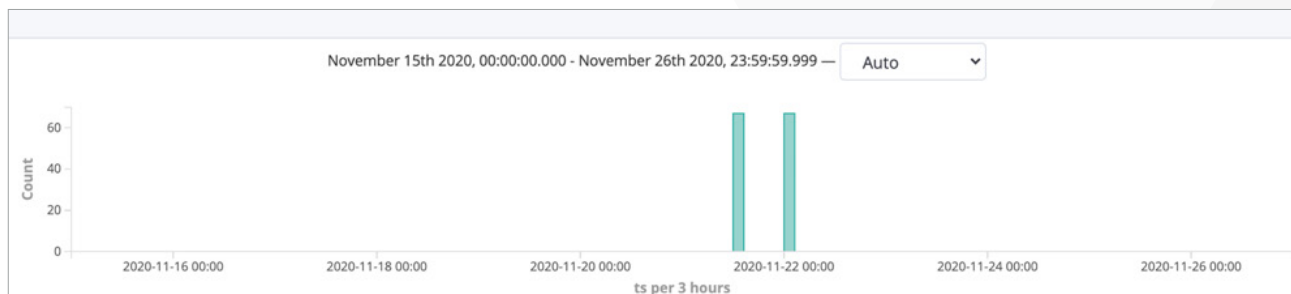 November 15th 2020, 00:00:00.000 - November 26th 2020, 23:59:59.999 — Auto
60
40
20
0
Count
2020-11-16 00:00 2020-11-18 00:00 2020-11-20 00:00 2020-11-22 00:00 2020-11-24 00:00 2020-11-26 00:00
ts per 3 hours